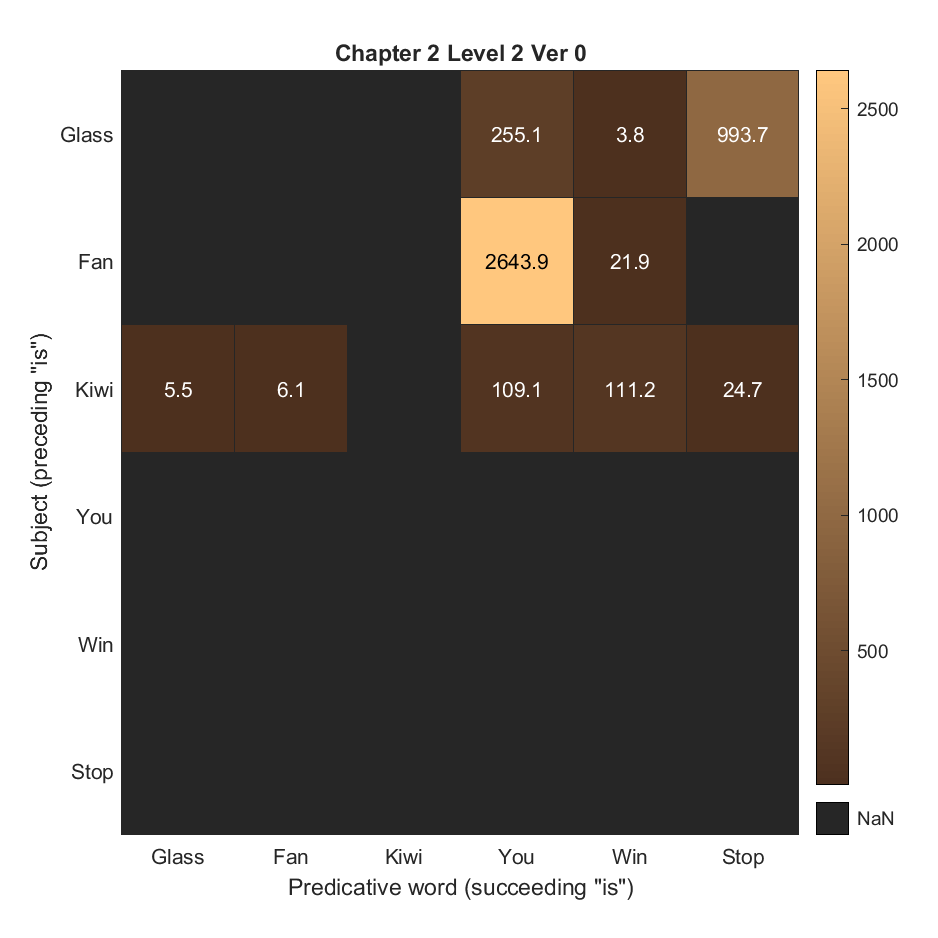 Chapter 2 Level 2 Ver 0
Glass
255.1
3.8
993.7
Fan
2643.9
21.9
Kiwi
5.5
6.1
109.1
111.2
24.7
You
Win
Stop
Glass
Fan
Kiwi
You
Win
Stop
Predicative word (succeeding "is")
Subject (preceding "is")
2500
2000
1500
1000
500
NaN